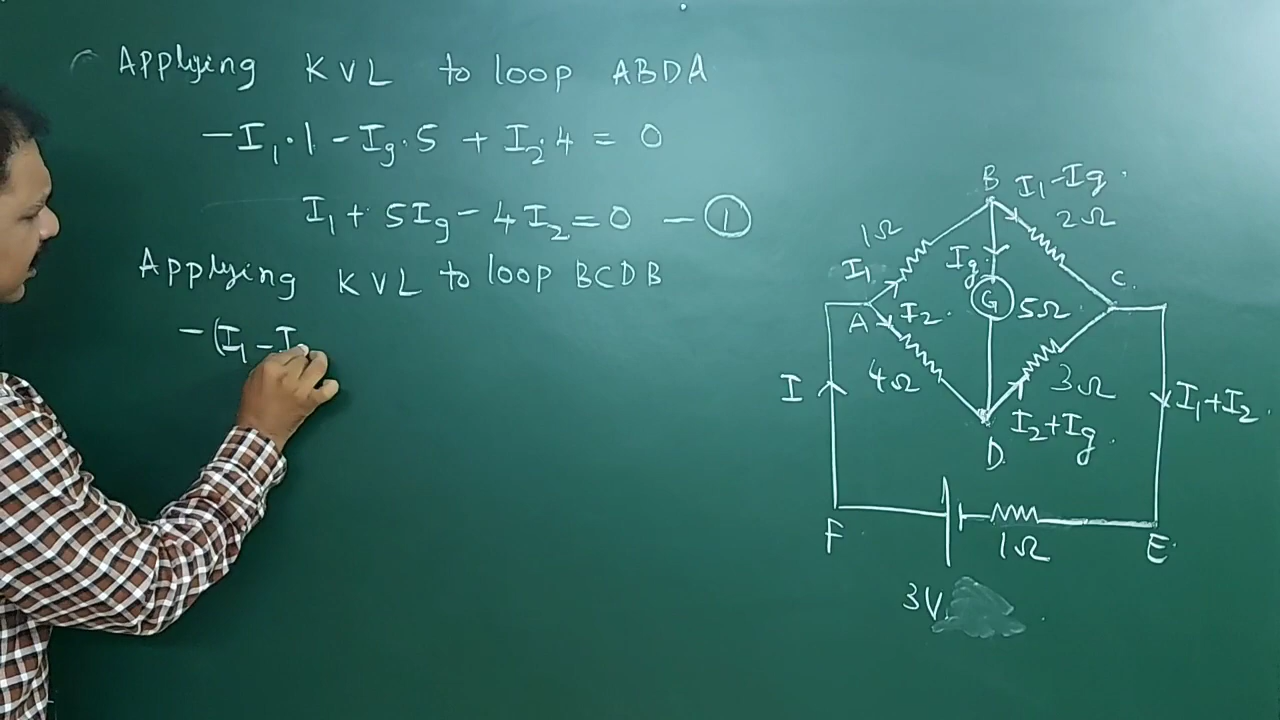 Applying KVL to loop ABDA
-I₁·1 - Ig·5 + I₂·4 = 0
I₁ + 5Ig - 4I₂ = 0 - ①
Applying KVL to loop BCDB
-(I₁ - I
B
I₁-Ig
1Ω
2Ω
I₁
Ig
C
A
I₂
G
5Ω
4Ω
3Ω
I
I₁+I₂
I₂+Ig
D
F
1Ω
E
3V